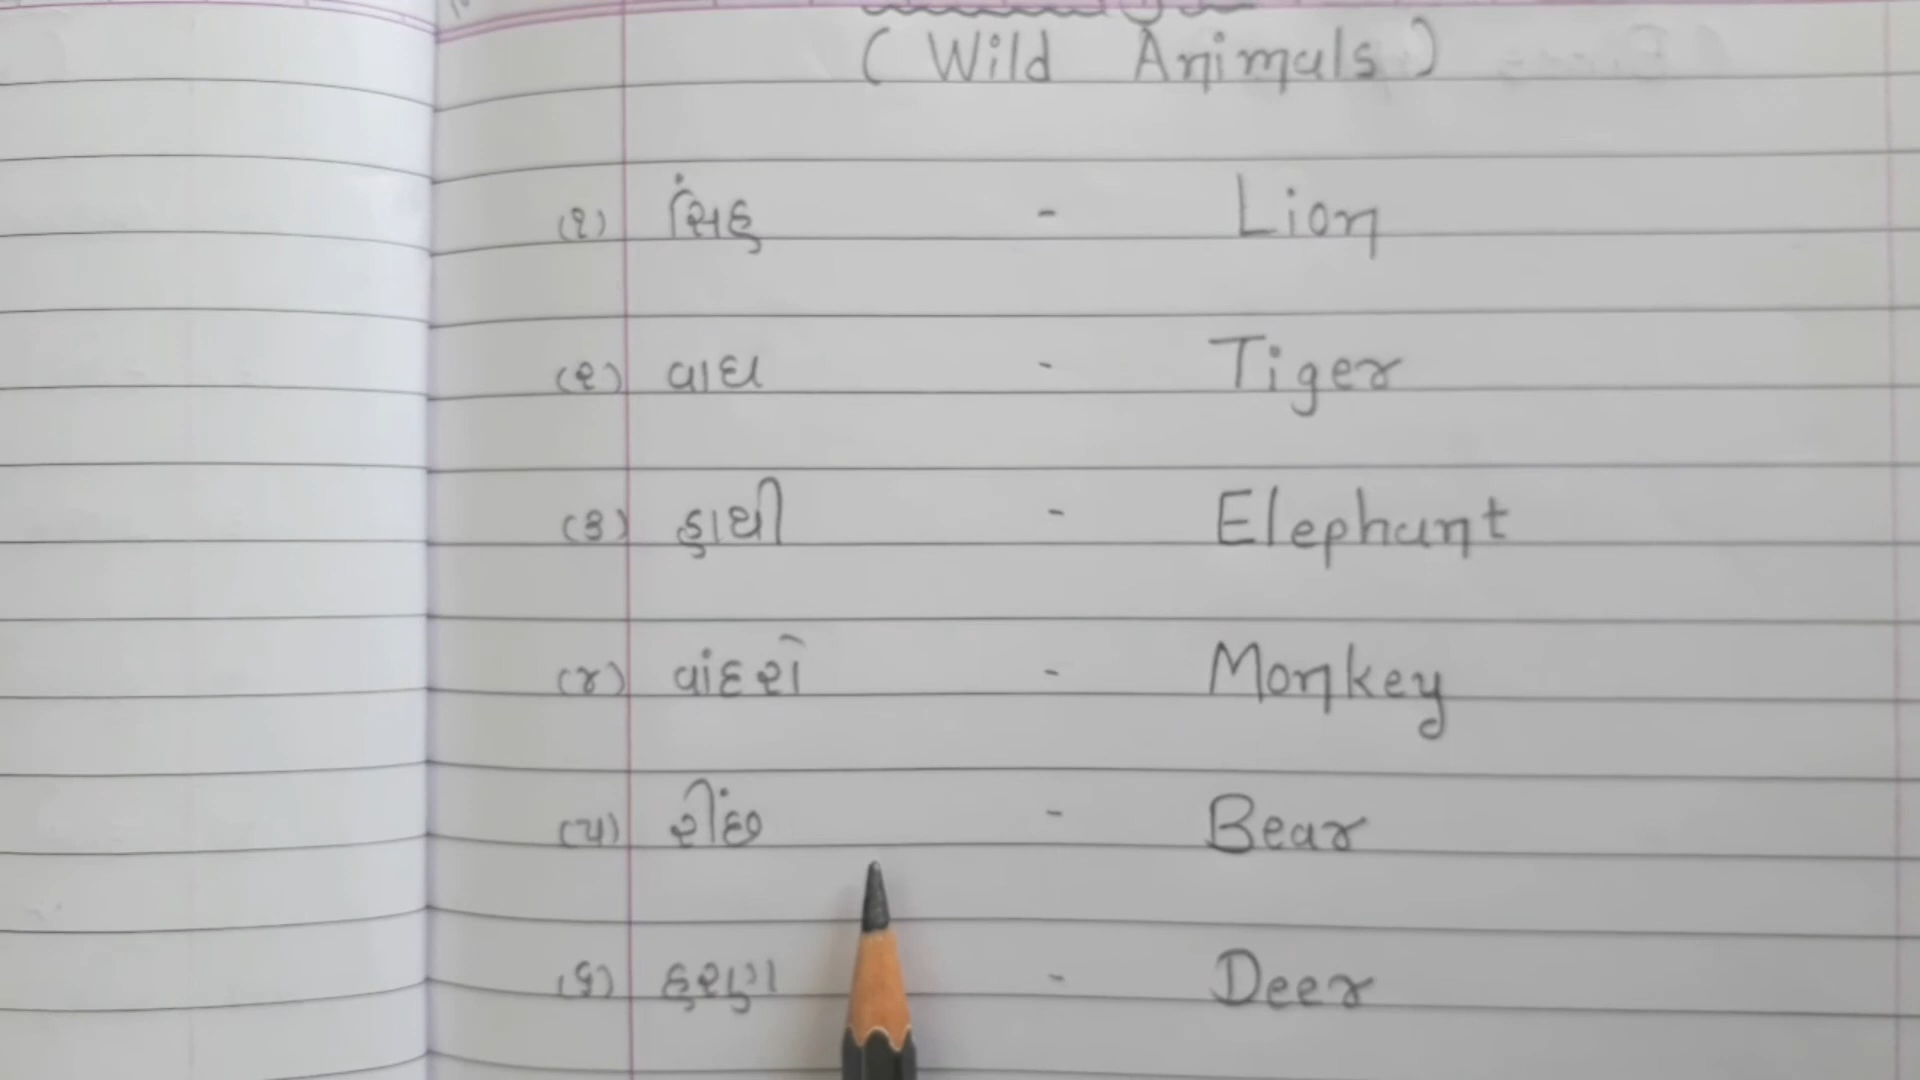 ( Wild Animals )
(૧) સિંહ - Lion
(૨) વાઘ - Tiger
(૩) હાથી - Elephant
(૪) વાંદરો - Monkey
(૫) રીંછ - Bear
(૬) હરણ - Deer